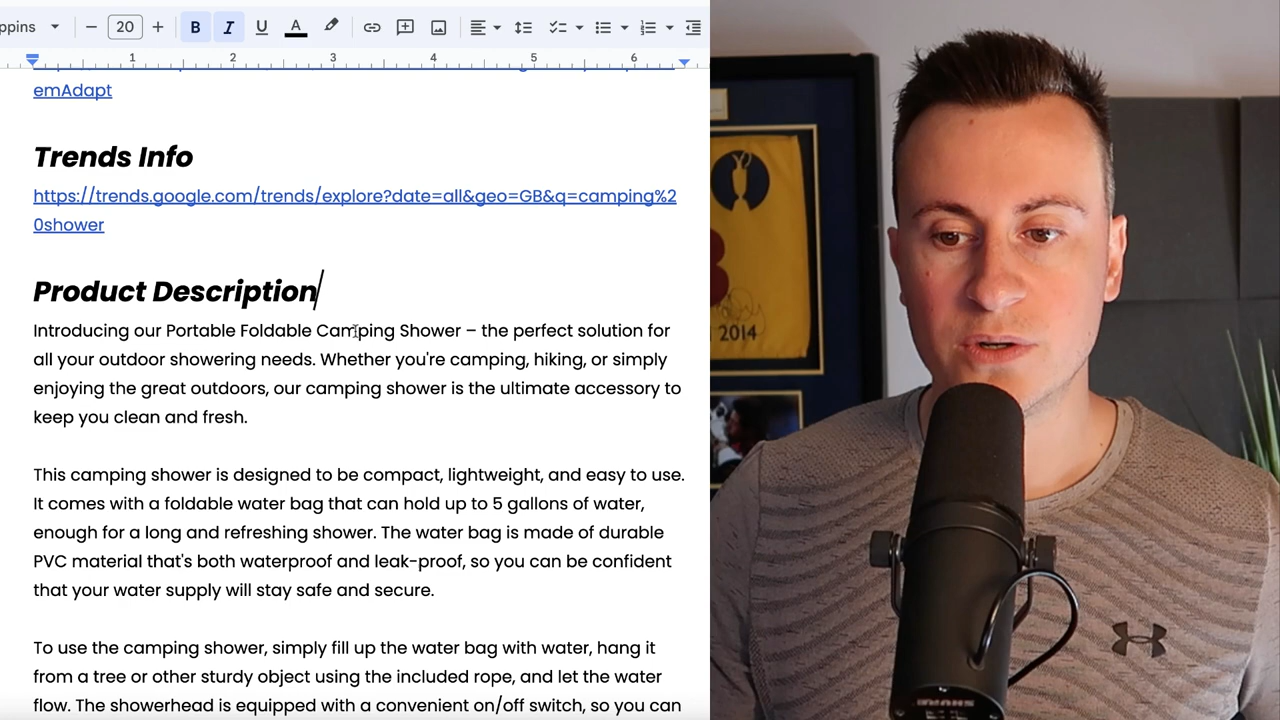 ppins
20
B
I
U
A
1
2
3
4
5
6
emAdapt
Trends Info
https://trends.google.com/trends/explore?date=all&geo=GB&q=camping%2
0shower
Product Description
Introducing our Portable Foldable Camping Shower – the perfect solution for
all your outdoor showering needs. Whether you're camping, hiking, or simply
enjoying the great outdoors, our camping shower is the ultimate accessory to
keep you clean and fresh.
This camping shower is designed to be compact, lightweight, and easy to use.
It comes with a foldable water bag that can hold up to 5 gallons of water,
enough for a long and refreshing shower. The water bag is made of durable
PVC material that's both waterproof and leak-proof, so you can be confident
that your water supply will stay safe and secure.
To use the camping shower, simply fill up the water bag with water, hang it
from a tree or other sturdy object using the included rope, and let the water
flow. The showerhead is equipped with a convenient on/off switch, so you can
2014